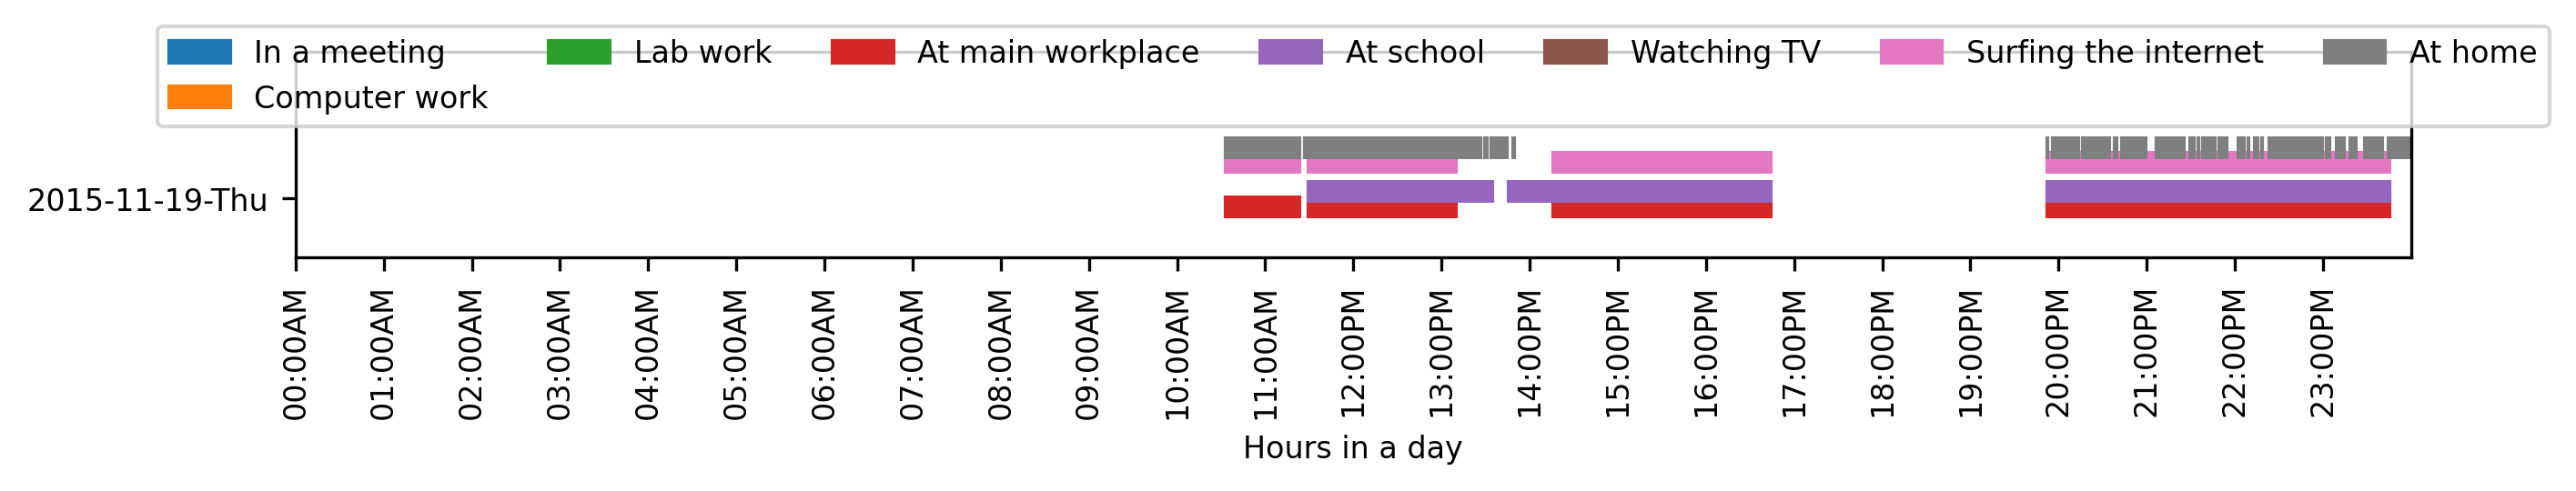 In a meeting Lab work At main workplace At school Watching TV Surfing the internet At home
Computer work
2015-11-19-Thu
00:00AM 01:00AM 02:00AM 03:00AM 04:00AM 05:00AM 06:00AM 07:00AM 08:00AM 09:00AM 10:00AM 11:00AM 12:00PM 13:00PM 14:00PM 15:00PM 16:00PM 17:00PM 18:00PM 19:00PM 20:00PM 21:00PM 22:00PM 23:00PM
Hours in a day